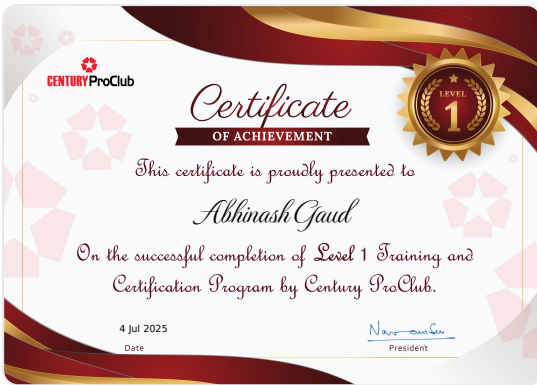 CENTURY ProClub
Certificate
OF ACHIEVEMENT
LEVEL
1
This certificate is proudly presented to
Abhinash Gaud
On the successful completion of Level 1 Training and
Certification Program by Century ProClub.
4 Jul 2025
Date
President